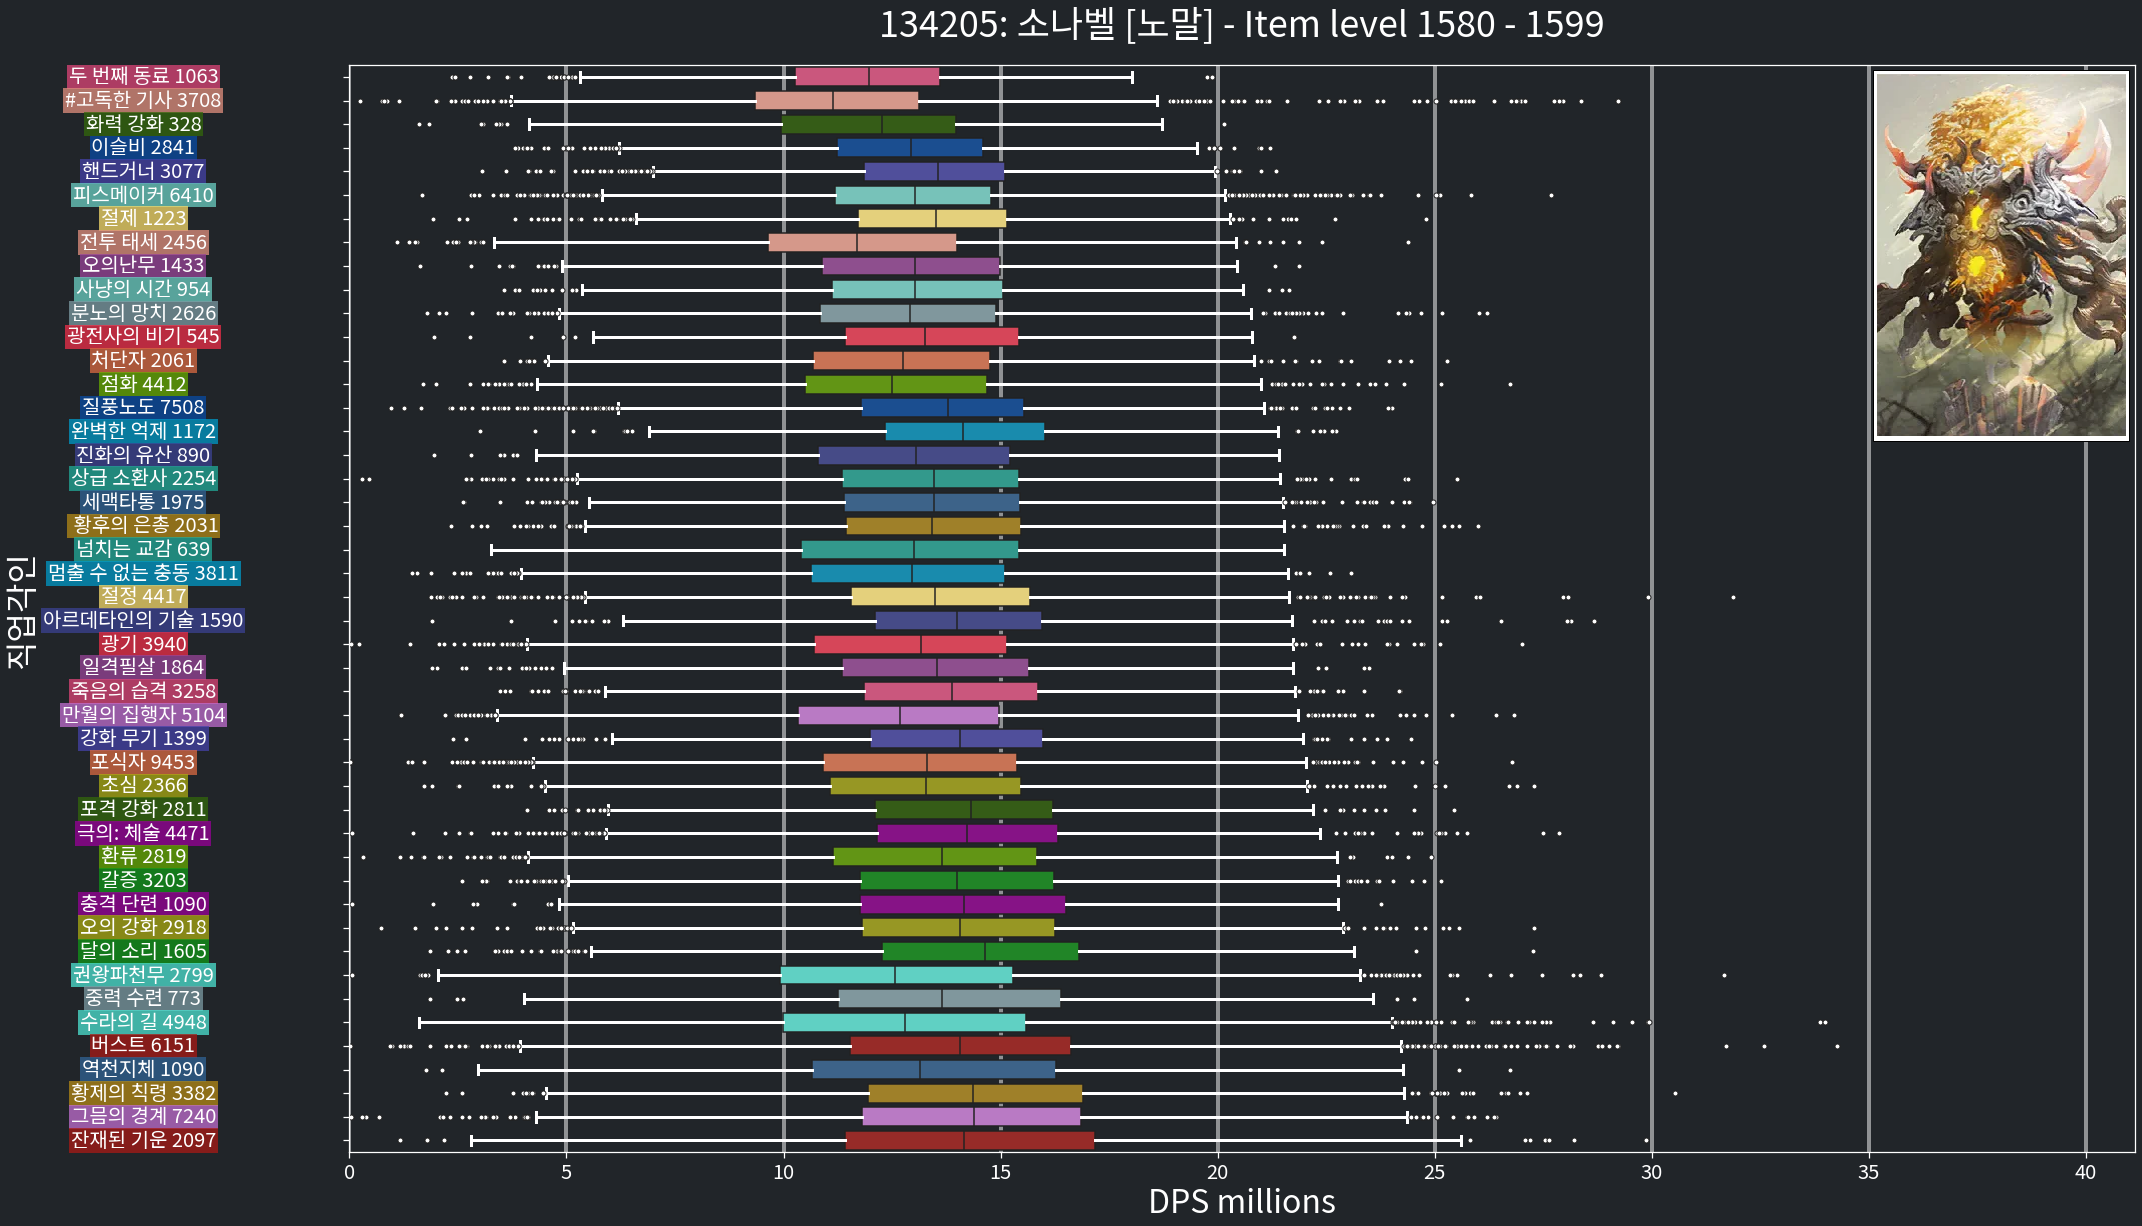 134205: 소나벨 [노말] - Item level 1580 - 1599
두 번째 동료 1063
#고독한 기사 3708
화력 강화 328
이슬비 2841
핸드거너 3077
피스메이커 6410
절제 1223
전투 태세 2456
오의난무 1433
사냥의 시간 954
분노의 망치 2626
광전사의 비기 545
처단자 2061
점화 4412
질풍노도 7508
완벽한 억제 1172
진화의 유산 890
상급 소환사 2254
세맥타통 1975
황후의 은총 2031
넘치는 교감 639
멈출 수 없는 충동 3811
절정 4417
아르데타인의 기술 1590
광기 3940
일격필살 1864
죽음의 습격 3258
만월의 집행자 5104
강화 무기 1399
포식자 9453
초심 2366
포격 강화 2811
극의: 체술 4471
환류 2819
갈증 3203
충격 단련 1090
오의 강화 2918
달의 소리 1605
권왕파천무 2799
중력 수련 773
수라의 길 4948
버스트 6151
역천지체 1090
황제의 칙령 3382
그믐의 경계 7240
잔재된 기운 2097
직업각인
0 5 10 15 20 25 30 35 40
DPS millions